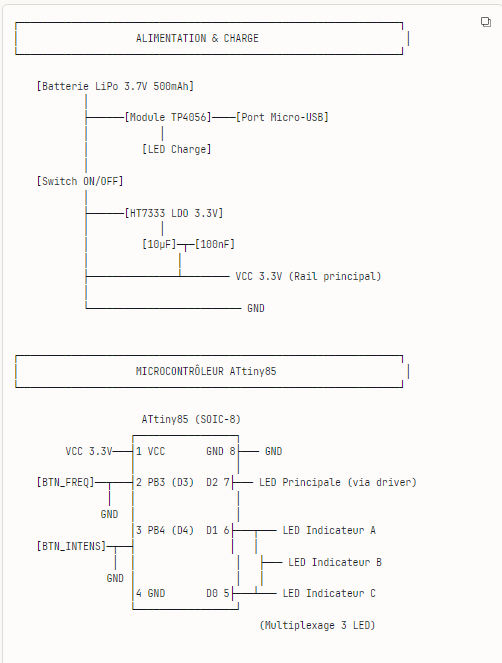 ALIMENTATION & CHARGE
[Batterie LiPo 3.7V 500mAh]
[Module TP4056] [Port Micro-USB]
[LED Charge]
[Switch ON/OFF]
[HT7333 LDO 3.3V]
[10µF] [100nF]
VCC 3.3V (Rail principal)
GND
MICROCONTRÔLEUR ATtiny85
ATtiny85 (SOIC-8)
VCC 3.3V 1 VCC GND 8 GND
[BTN_FREQ] 2 PB3 (D3) D2 7 LED Principale (via driver)
GND
3 PB4 (D4) D1 6 LED Indicateur A
[BTN_INTENS]
LED Indicateur B
GND
4 GND D0 5 LED Indicateur C
(Multiplexage 3 LED)